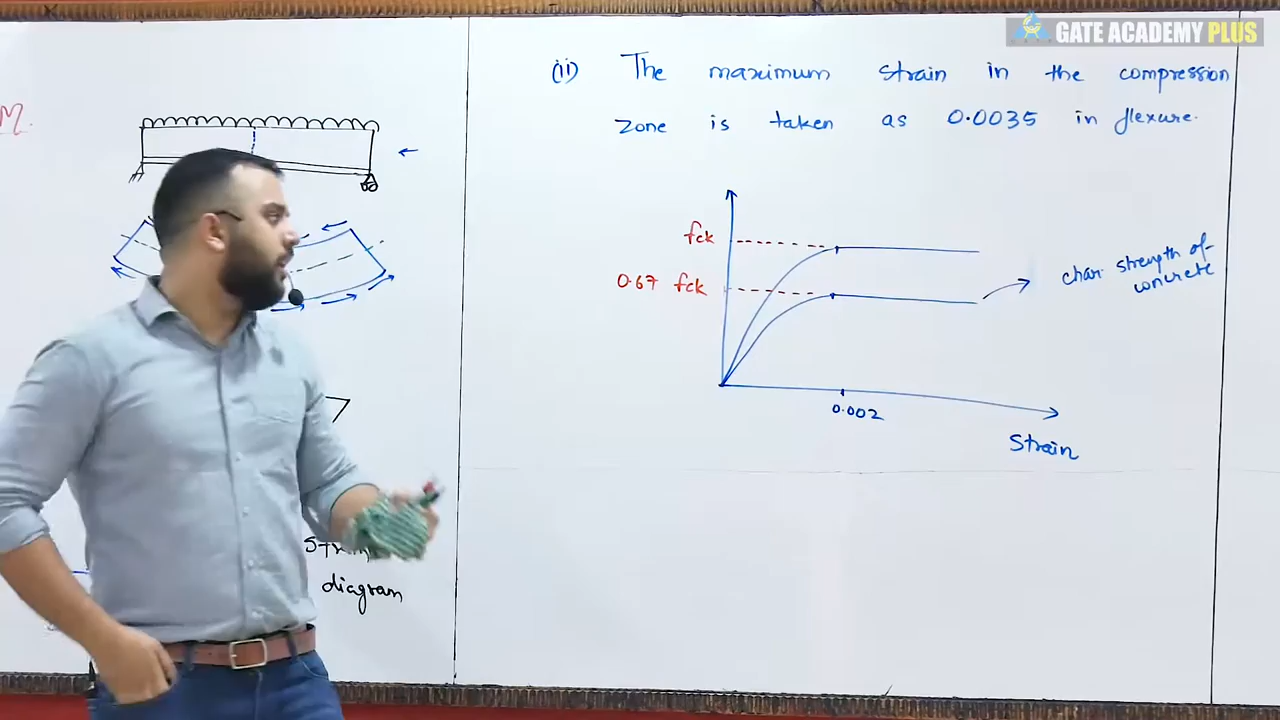 GATE ACADEMY PLUS
M.
(ii) The maximum strain in the compression
zone is taken as 0.0035 in flexure.
fck
0.67 fck
char. strength of
concrete
0.002
Strain
diagram